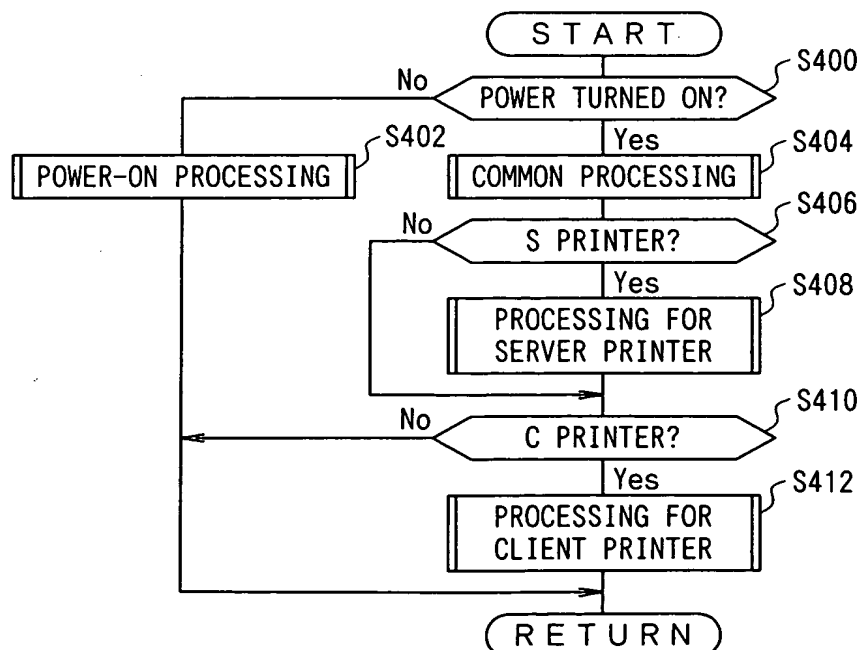 START
S400
No
POWER TURNED ON?
Yes
S402
S404
POWER-ON PROCESSING
COMMON PROCESSING
S406
No
S PRINTER?
Yes
S408
PROCESSING FOR
SERVER PRINTER
S410
No
C PRINTER?
Yes
S412
PROCESSING FOR
CLIENT PRINTER
RETURN